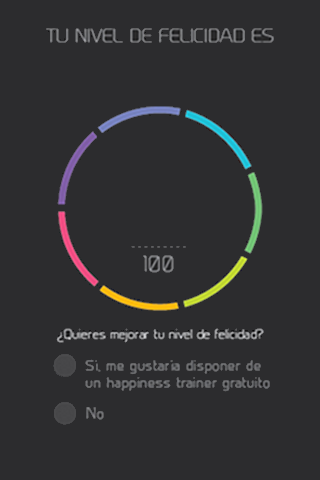 TU NIVEL DE FELICIDAD ES
100
¿Quieres mejorar tu nivel de felicidad?
Si, me gustaria disponer de
un happiness trainer gratuito
No